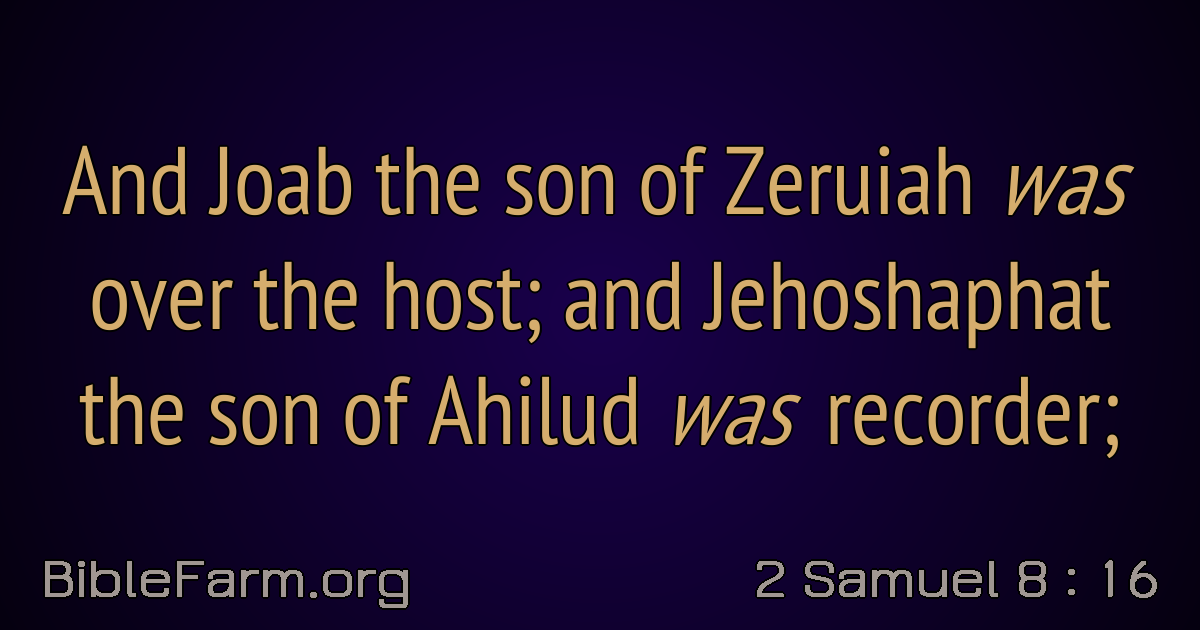 And Joab the son of Zeruiah was
over the host; and Jehoshaphat
the son of Ahilud was recorder;
BibleFarm.org
2 Samuel 8 : 16